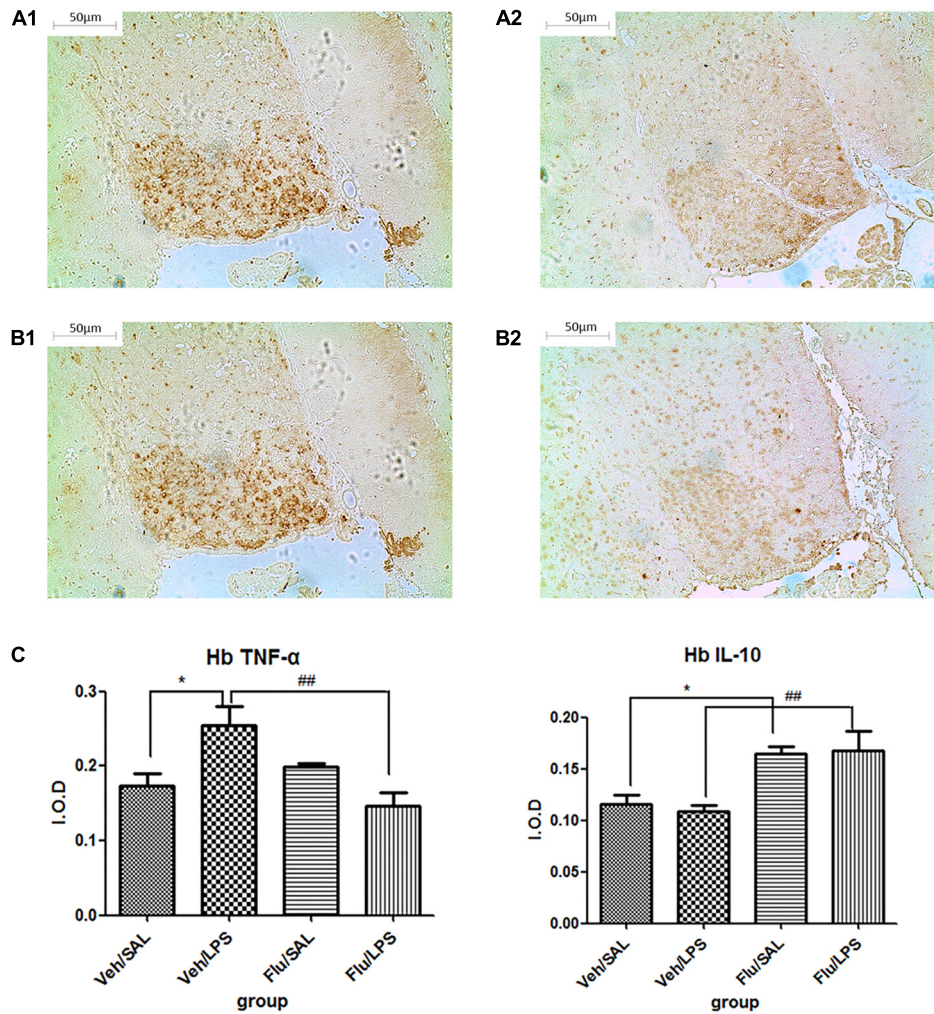 A1
50μm
A2
50μm
B1
50μm
B2
50μm
C
Hb TNF-α
0.3
0.2
0.1
0.0
I.O.D
*
##
Veh/SAL
Veh/LPS
Flu/SAL
Flu/LPS
group
Hb IL-10
0.20
0.15
0.10
0.05
0.00
I.O.D
*
##
Veh/SAL
Veh/LPS
Flu/SAL
Flu/LPS
group